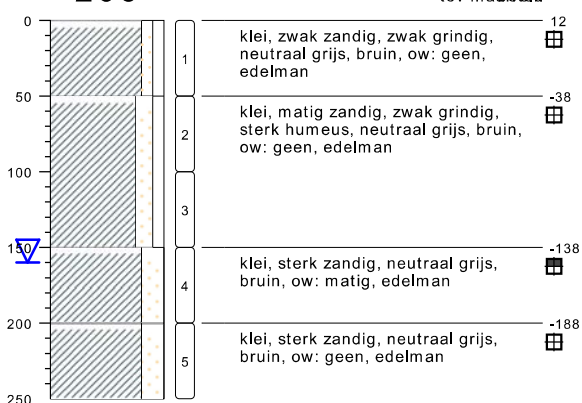 0
12
klei, zwak zandig, zwak grindig,
neutraal grijs, bruin, ow: geen,
edelman
1
50
-38
klei, matig zandig, zwak grindig,
sterk humeus, neutraal grijs, bruin,
ow: geen, edelman
2
100
3
150
-138
klei, sterk zandig, neutraal grijs,
bruin, ow: matig, edelman
4
200
-188
klei, sterk zandig, neutraal grijs,
bruin, ow: geen, edelman
5
250